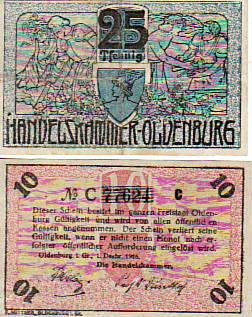 25
Pfennig
HANDELSKAMMER-OLDENBURG
10
10
№ C 77621 C
Dieser Schein besitzt im ganzen Freistaat Olden-
burg Gültigkeit und wird von allen öffentlichen
Kassen angenommen. Der Schein verliert seine
Gültigkeit, wenn er nicht einen Monat nach er-
folgter öffentlicher Aufforderung eingelöst wird.
Oldenburg i. Gr., 1. Dezbr. 1918.
Die Handelskammer.
10
10